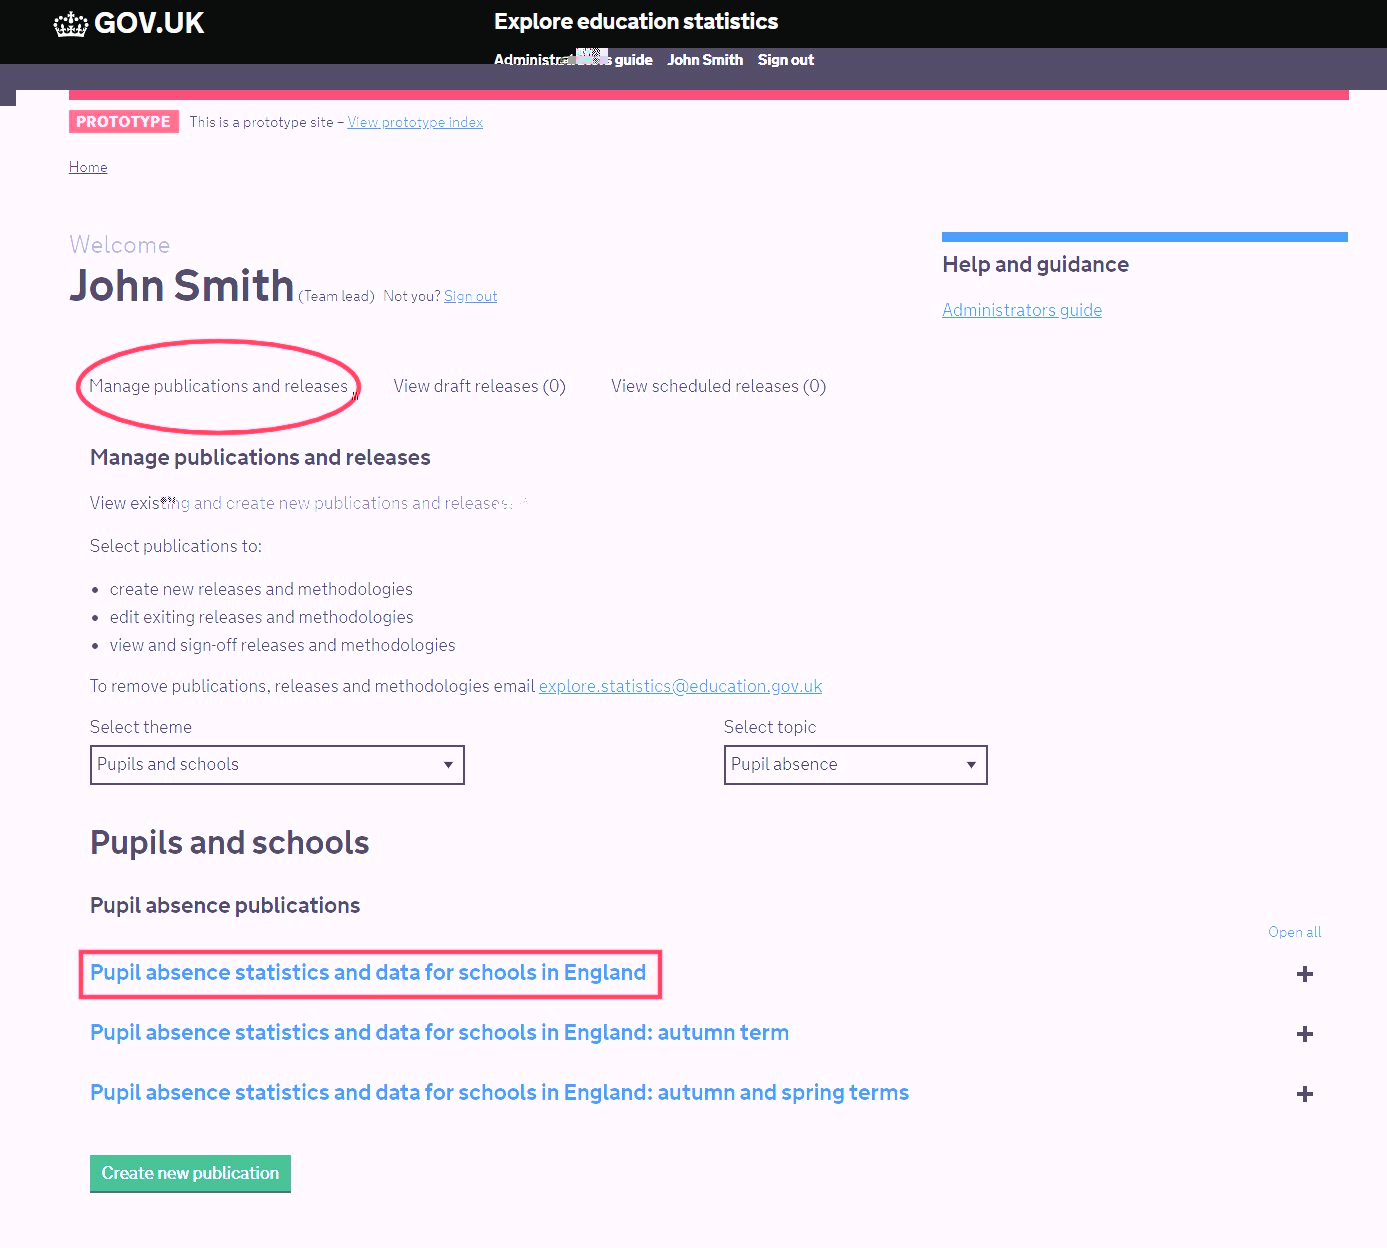 GOV.UK
Explore education statistics
Administrators guide John Smith Sign out
PROTOTYPE This is a prototype site – View prototype index
Home
Welcome
John Smith (Team lead) Not you? Sign out
Help and guidance
Administrators guide
Manage publications and releases View draft releases (0) View scheduled releases (0)
Manage publications and releases
View existing and create new publications and releases.
Select publications to:
• create new releases and methodologies
• edit exiting releases and methodologies
• view and sign-off releases and methodologies
To remove publications, releases and methodologies email explore.statistics@education.gov.uk
Select theme Select topic
Pupils and schools Pupil absence
Pupils and schools
Pupil absence publications
Open all
Pupil absence statistics and data for schools in England
Pupil absence statistics and data for schools in England: autumn term
Pupil absence statistics and data for schools in England: autumn and spring terms
Create new publication